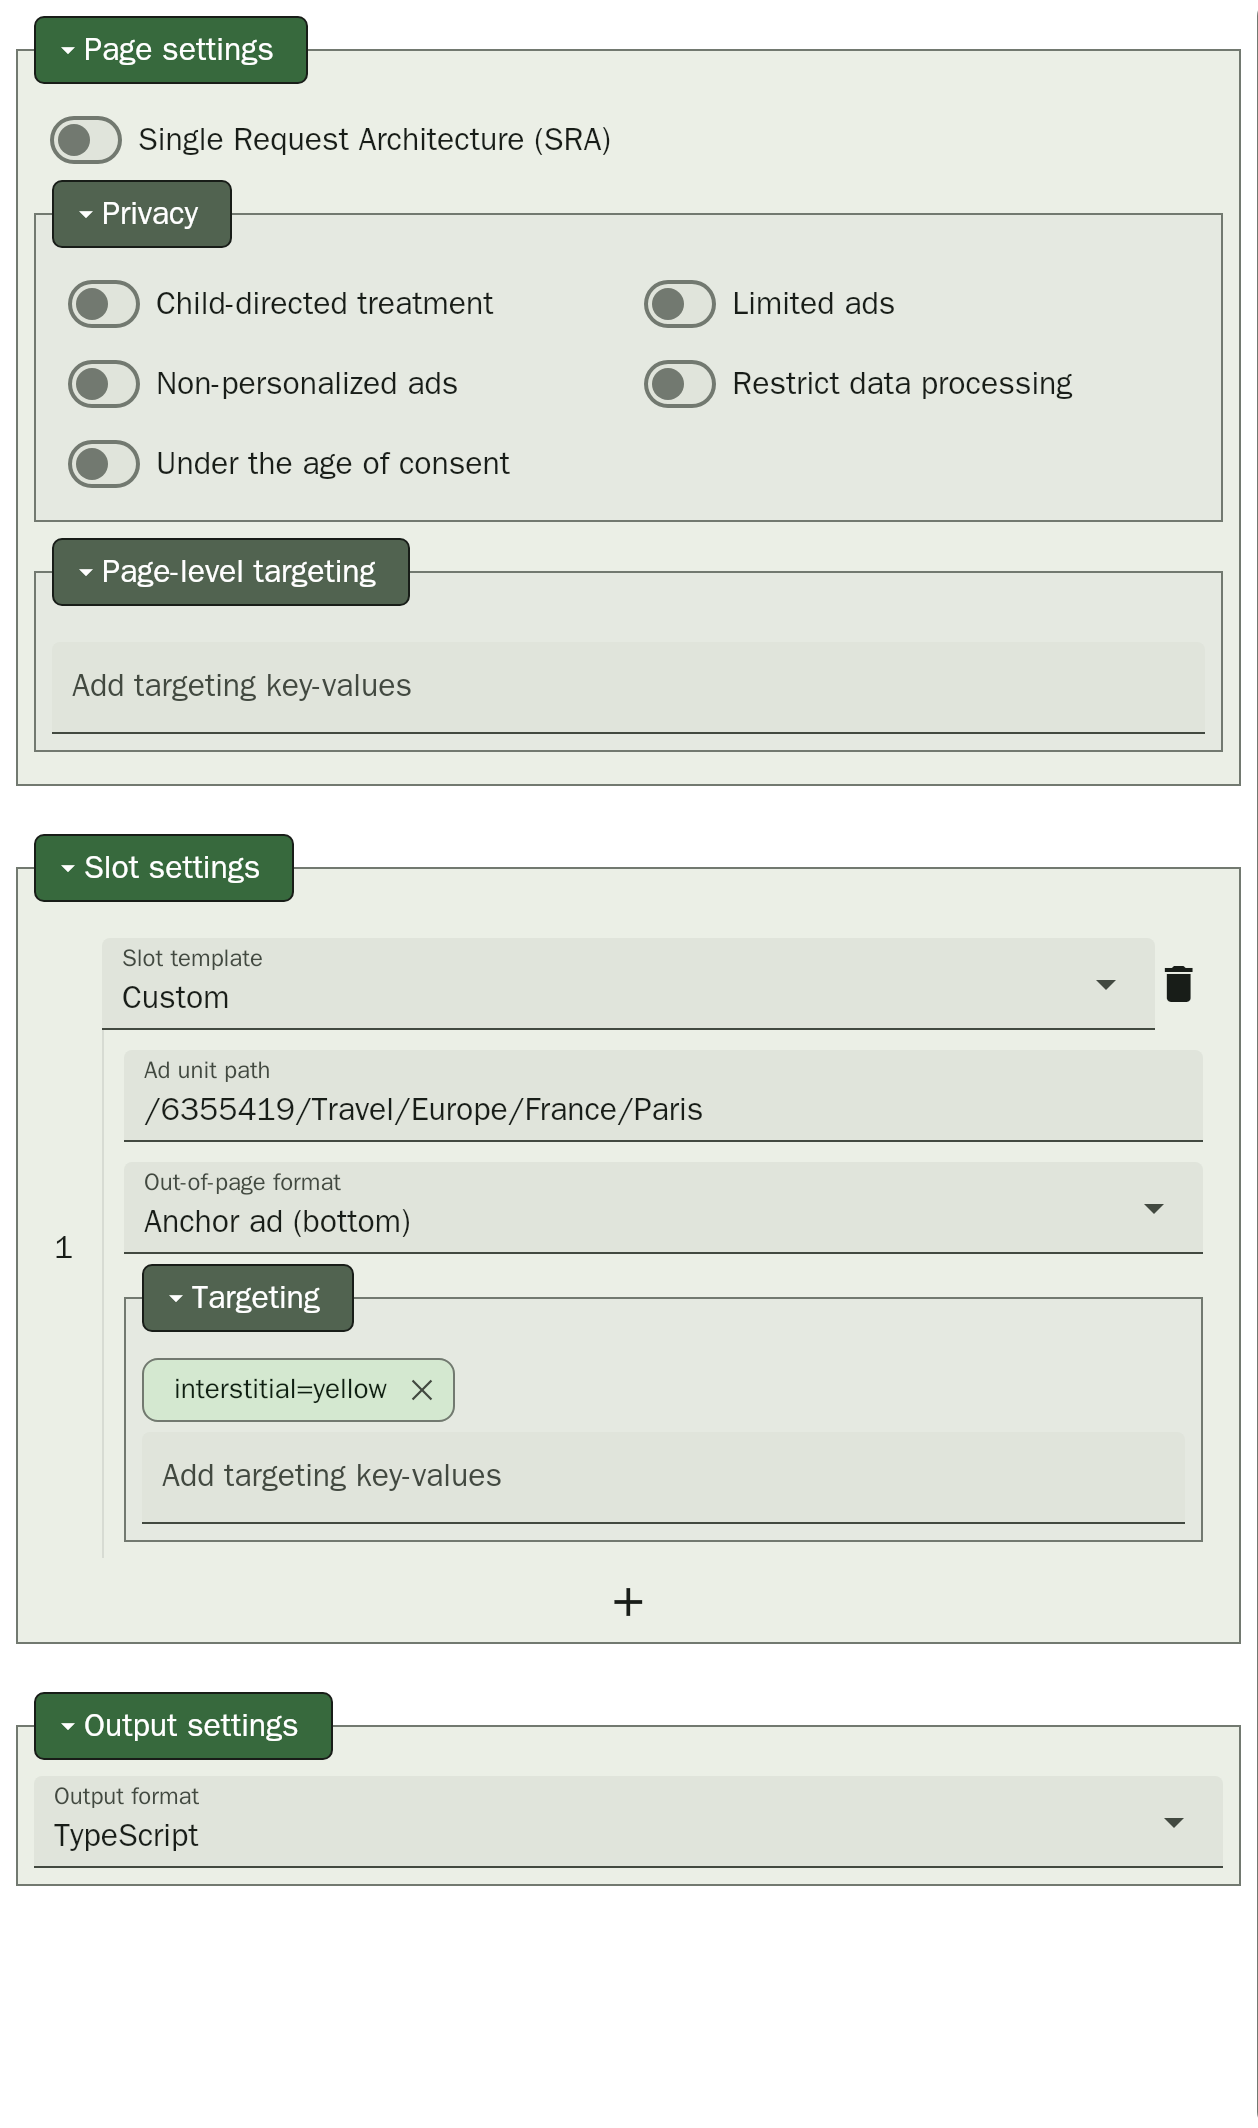 Page settings
Single Request Architecture (SRA)
Privacy
Child-directed treatment
Limited ads
Non-personalized ads
Restrict data processing
Under the age of consent
Page-level targeting
Add targeting key-values
Slot settings
Slot template
Custom
Ad unit path
/6355419/Travel/Europe/France/Paris
Out-of-page format
Anchor ad (bottom)
1
Targeting
interstitial=yellow
Add targeting key-values
Output settings
Output format
TypeScript